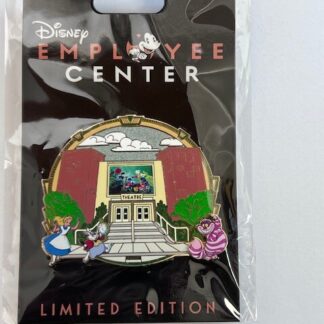 Disney
EMPLOYEE
CENTER
THEATRE
LIMITED EDITION